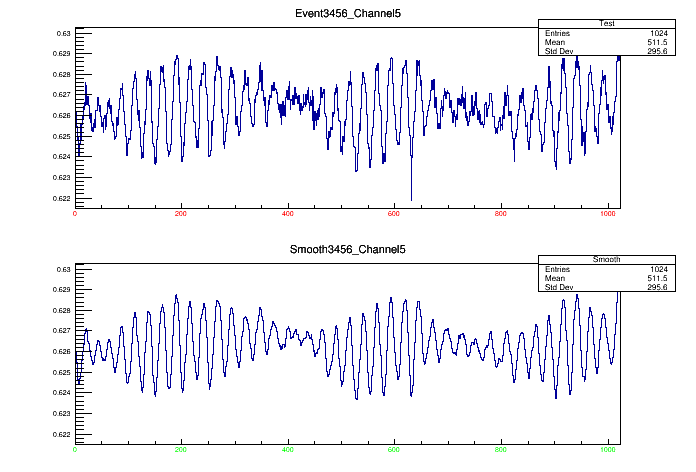 Event3456_Channel5
Test
Entries 1024
Mean 511.5
Std Dev 295.6
0.63
0.629
0.628
0.627
0.626
0.625
0.624
0.623
0.622
0 200 400 600 800 1000
Smooth3456_Channel5
Smooth
Entries 1024
Mean 511.5
Std Dev 295.6
0.63
0.629
0.628
0.627
0.626
0.625
0.624
0.623
0.622
0 200 400 600 800 1000